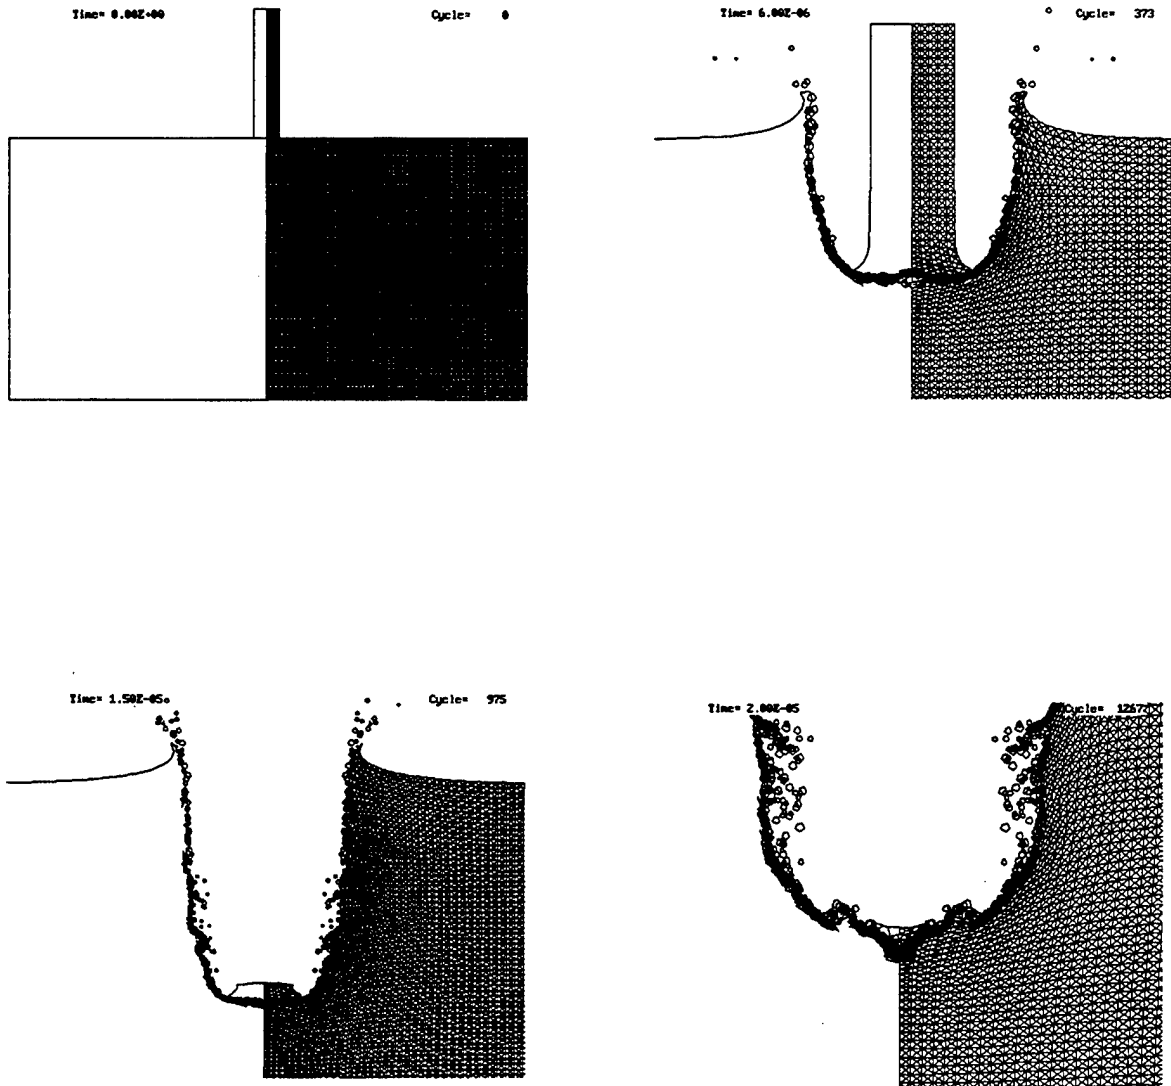 Time= 0.00E+00 Cycle= 0
Time= 6.00E-06 Cycle= 373
Time= 1.50E-05 Cycle= 975
Time= 2.00E-05 Cycle=